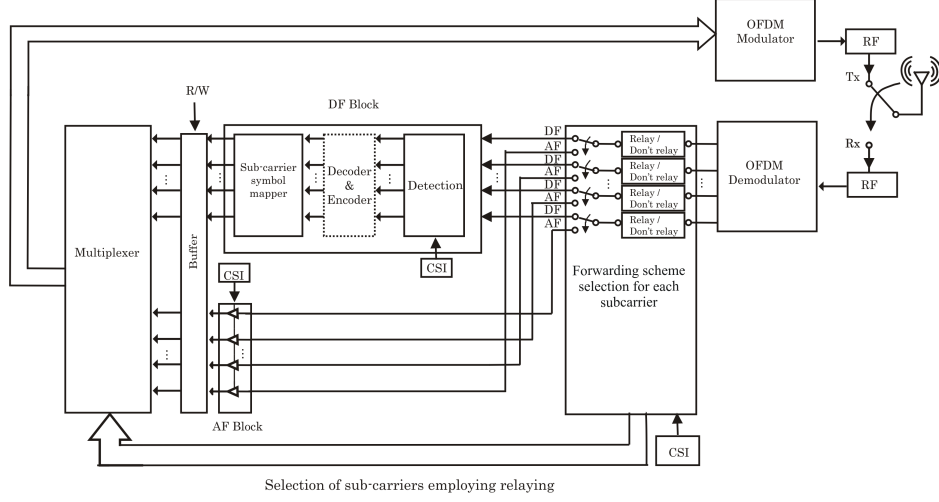 OFDM
Modulator
RF
Tx
Rx
RF
OFDM
Demodulator
R/W
DF Block
DF
AF
DF
AF
DF
AF
DF
AF
Relay /
Don't relay
Relay /
Don't relay
Relay /
Don't relay
Relay /
Don't relay
Multiplexer
Buffer
Sub-carrier
symbol
mapper
Decoder
&
Encoder
Detection
CSI
CSI
Forwarding scheme
selection for each
subcarrier
AF Block
CSI
Selection of sub-carriers employing relaying